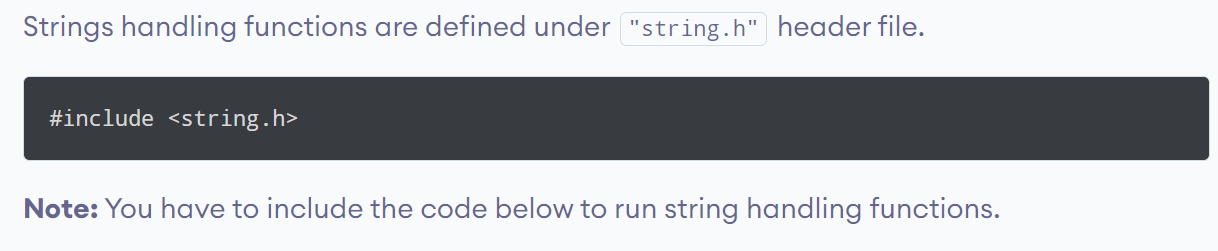 Strings handling functions are defined under "string.h" header file.
#include <string.h>
Note: You have to include the code below to run string handling functions.